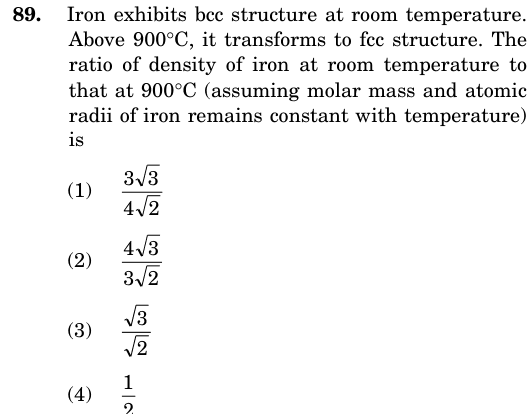 89. Iron exhibits bcc structure at room temperature.
Above 900°C, it transforms to fcc structure. The
ratio of density of iron at room temperature to
that at 900°C (assuming molar mass and atomic
radii of iron remains constant with temperature)
is
(1) 3√3
4√2
(2) 4√3
3√2
(3) √3
√2
(4) 1
2